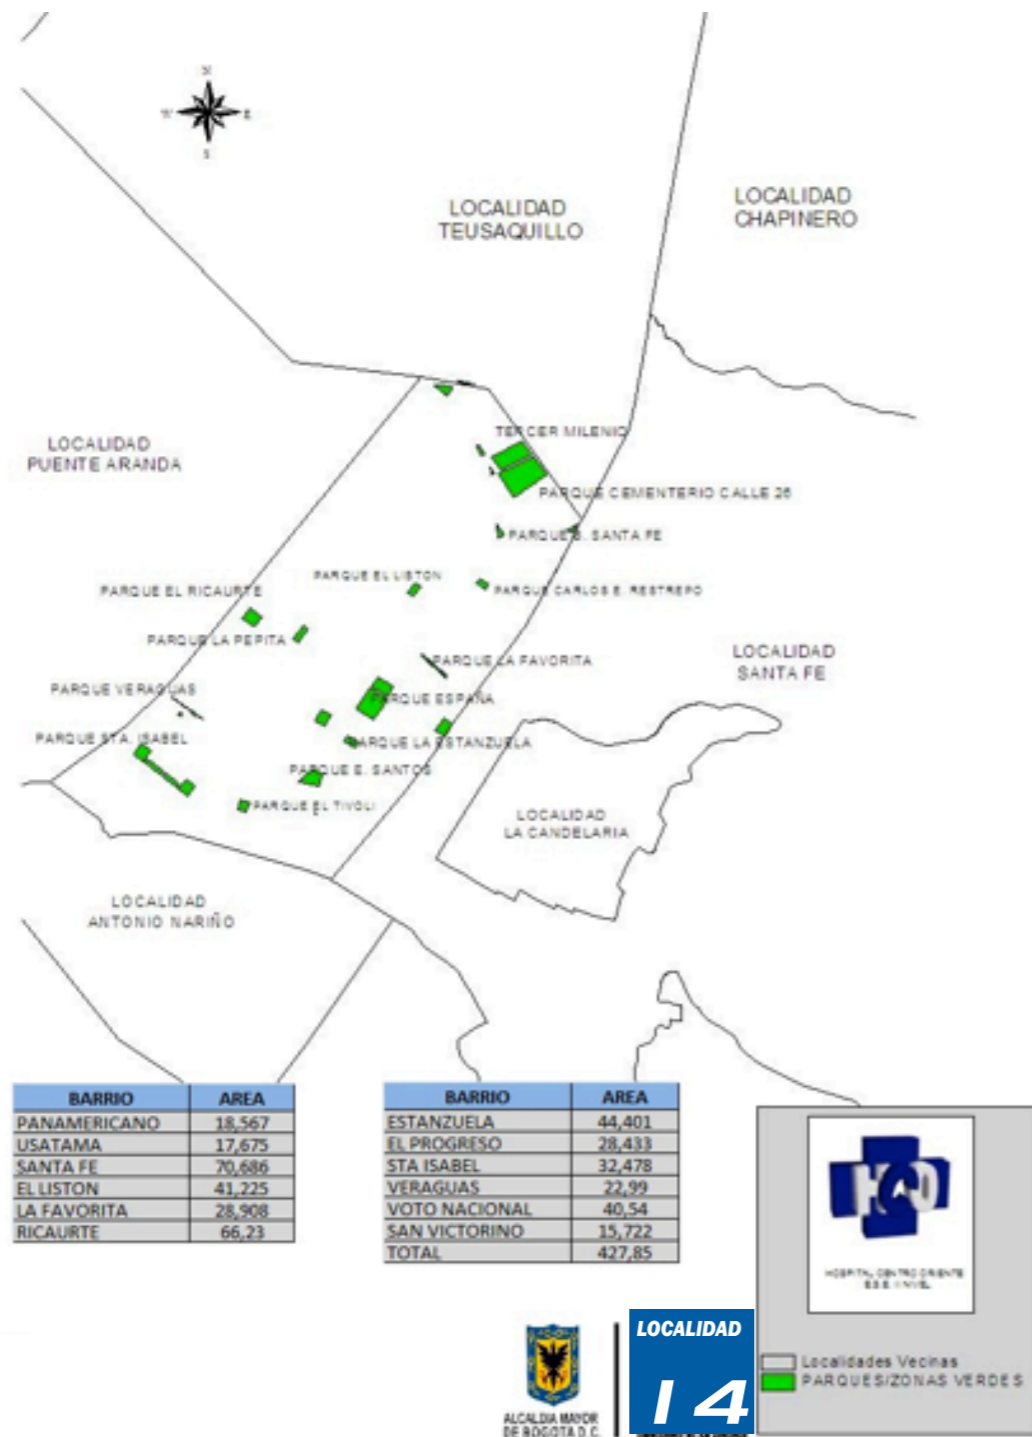 N
W E
S
LOCALIDAD
TEUSAQUILLO
LOCALIDAD
CHAPINERO
LOCALIDAD
PUENTE ARANDA
TERCER MILENIO
PARQUE CEMENTERIO CALLE 26
PARQUE B. SANTA FE
PARQUE EL LISTON
PARQUE EL RICAURTE
PARQUE CARLOS E. RESTREPO
PARQUE LA PEPITA
PARQUE LA FAVORITA
LOCALIDAD
SANTA FE
PARQUE VERAGUAS
PARQUE ESPAÑA
PARQUE STA. ISABEL
PARQUE LA ESTANZUELA
PARQUE E. SANTOS
PARQUE EL TIVOLI
LOCALIDAD
LA CANDELARIA
LOCALIDAD
ANTONIO NARIÑO
BARRIO AREA
PANAMERICANO 18,567
USATAMA 17,675
SANTA FE 70,686
EL LISTON 41,225
LA FAVORITA 28,908
RICAURTE 66,23
BARRIO AREA
ESTANZUELA 44,401
EL PROGRESO 28,433
STA ISABEL 32,478
VERAGUAS 22,99
VOTO NACIONAL 40,54
SAN VICTORINO 15,722
TOTAL 427,85
HCO
HOSPITAL CENTRO ORIENTE
E.S.E. II NIVEL
Localidades Vecinas
PARQUES/ZONAS VERDES
ALCALDIA MAYOR
DE BOGOTA D.C.
LOCALIDAD
14